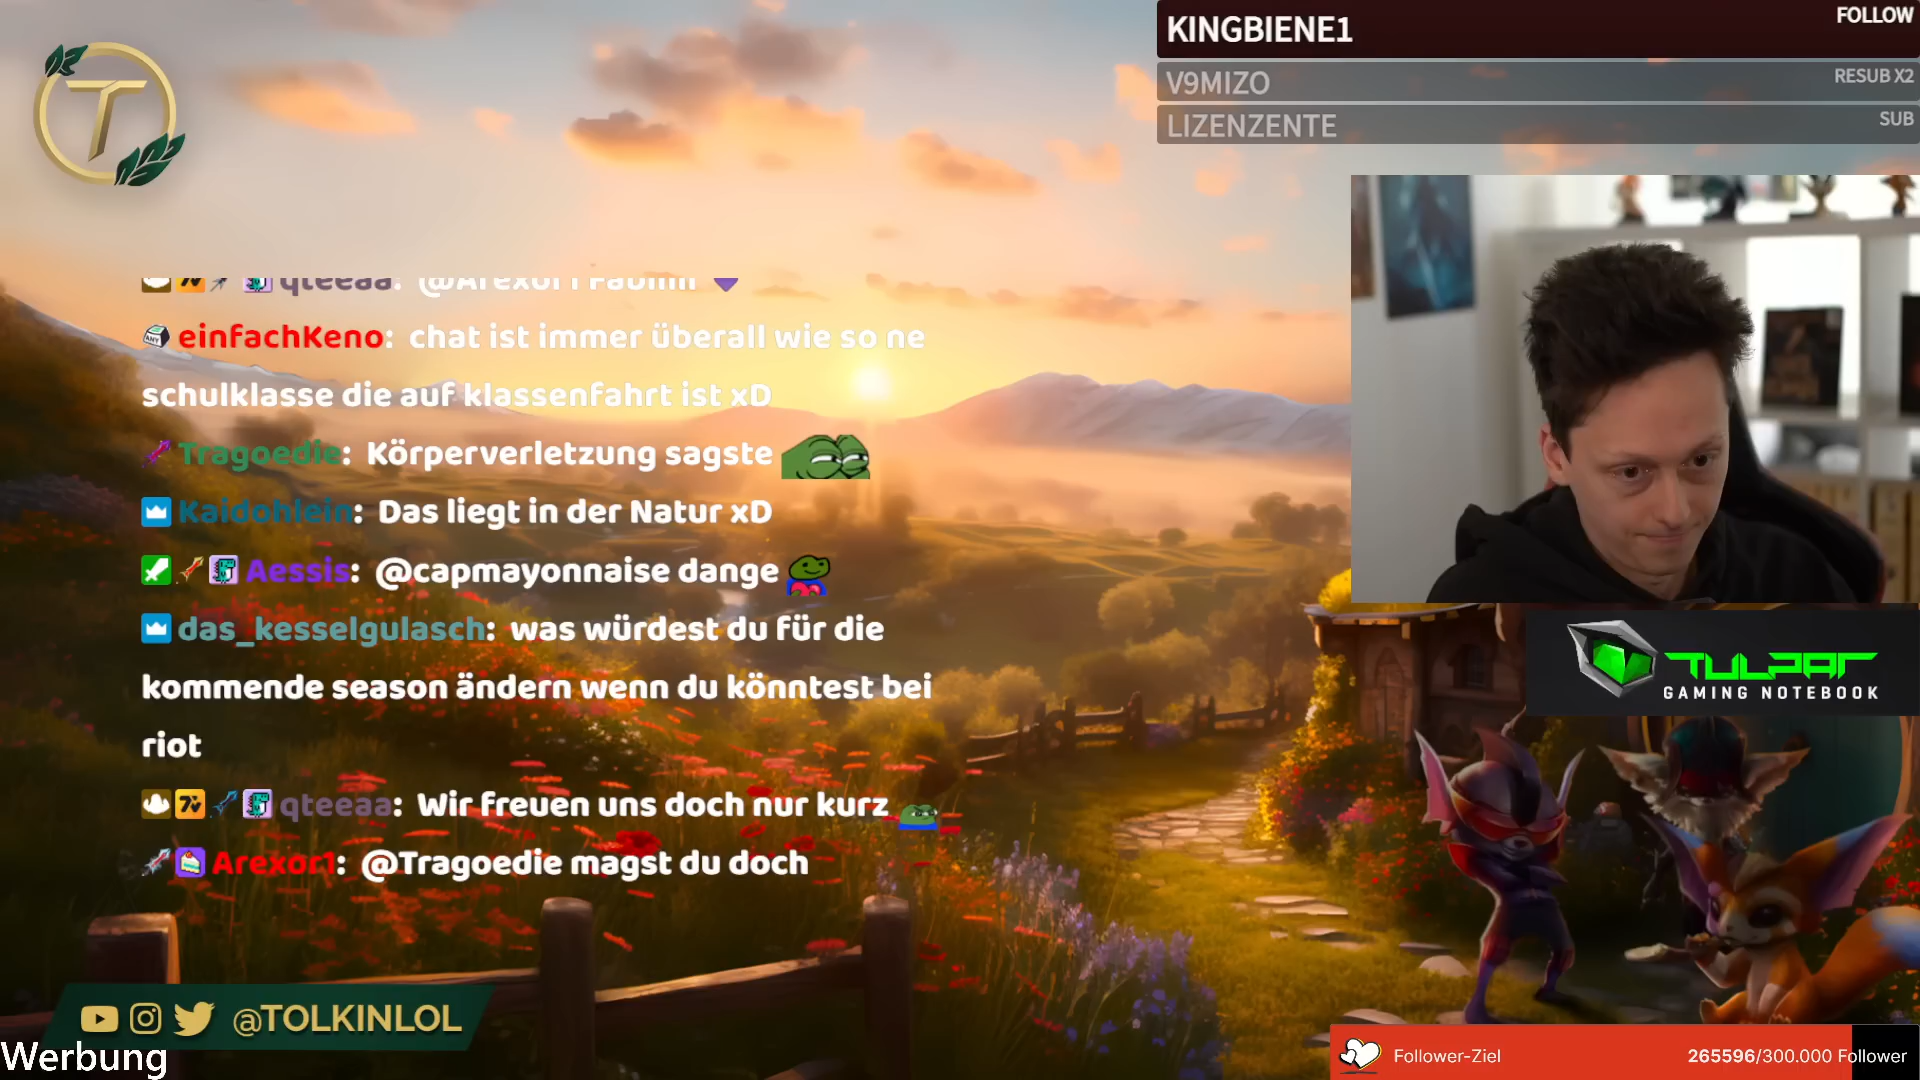 KINGBIENE1 FOLLOW
V9MIZO RESUB X2
LIZENZENTE SUB
T
qteeaa: @Arexor1
einfachKeno: chat ist immer überall wie so ne
schulklasse die auf klassenfahrt ist xD
Tragoedie: Körperverletzung sagste
Kaidohlein: Das liegt in der Natur xD
Aessis: @capmayonnaise dange
das_kesselgulasch: was würdest du für die
kommende season ändern wenn du könntest bei
riot
qteeaa: Wir freuen uns doch nur kurz
Arexor1: @Tragoedie magst du doch
TULPAR
GAMING NOTEBOOK
@TOLKINLOL
Werbung
Follower-Ziel 265596/300.000 Follower